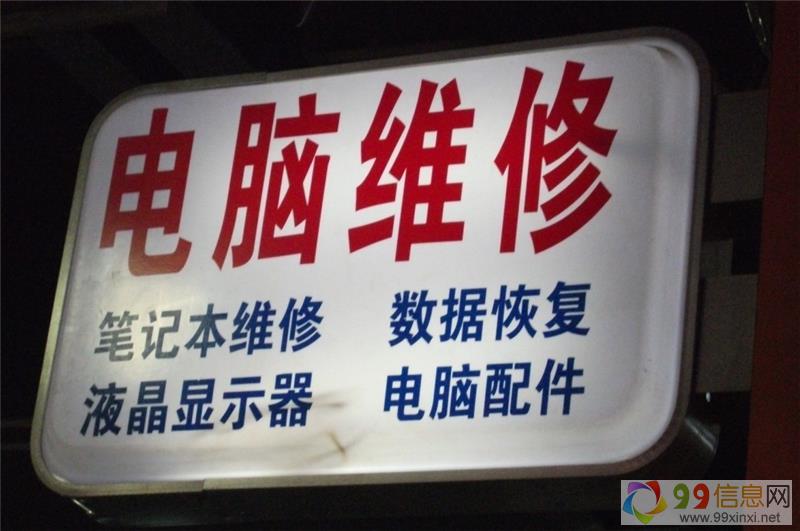 电脑维修
笔记本维修 数据恢复
液晶显示器 电脑配件
99信息网
www.99xinxi.net